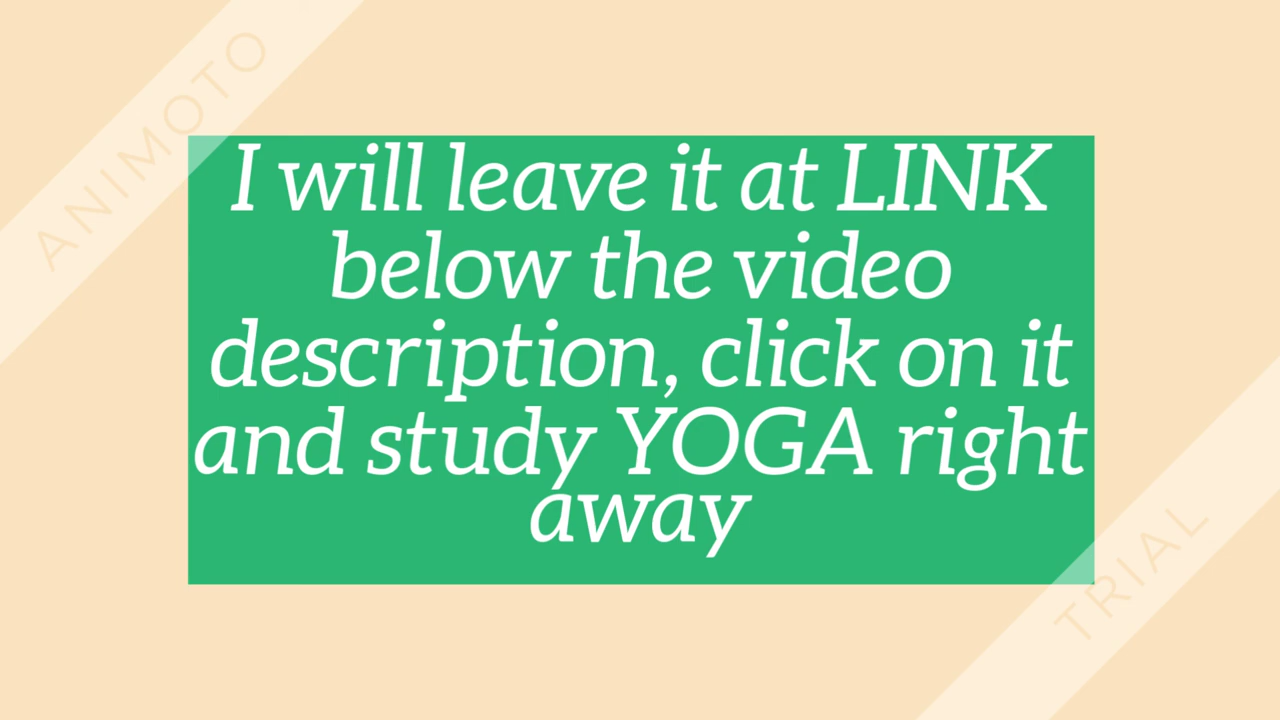 ANIMOTO
I will leave it at LINK
below the video
description, click on it
and study YOGA right
away
TRIAL